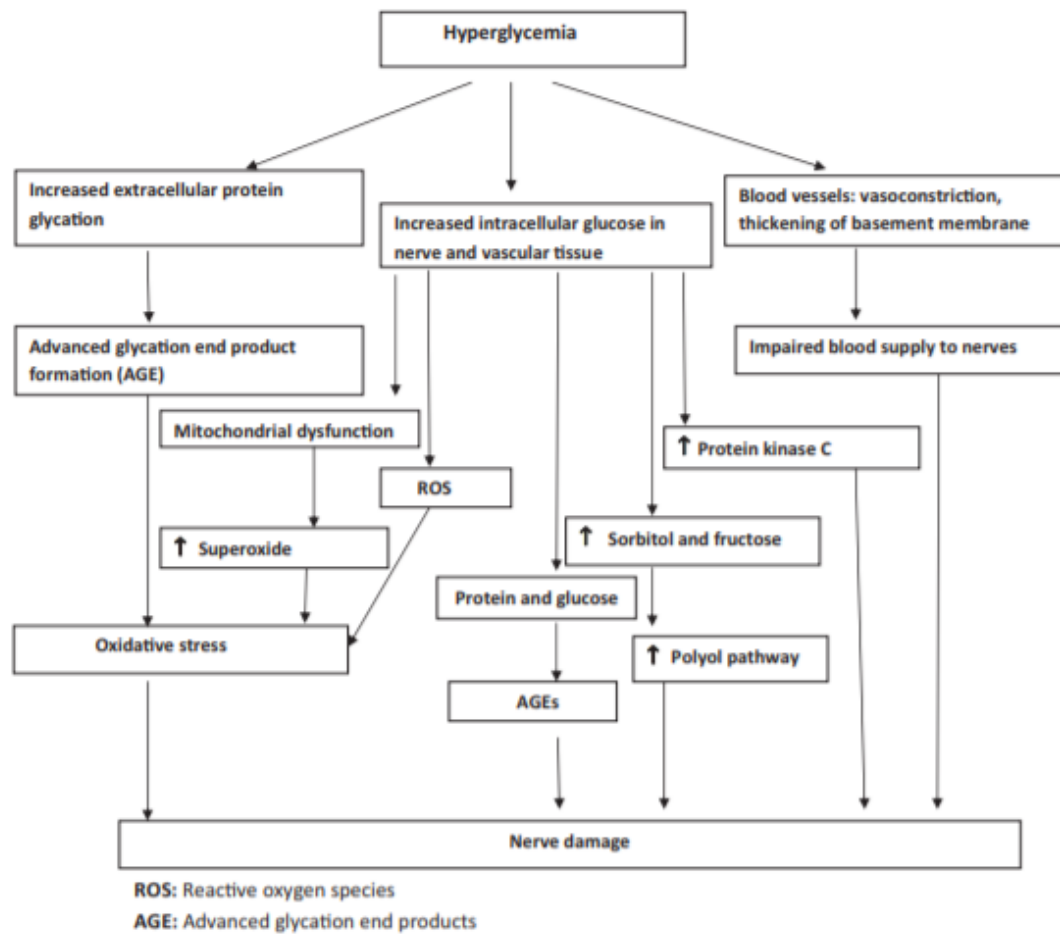 Hyperglycemia
Increased extracellular protein
glycation
Increased intracellular glucose in
nerve and vascular tissue
Blood vessels: vasoconstriction,
thickening of basement membrane
Advanced glycation end product
formation (AGE)
Impaired blood supply to nerves
Mitochondrial dysfunction
↑ Protein kinase C
ROS
↑ Superoxide
↑ Sorbitol and fructose
Protein and glucose
Oxidative stress
↑ Polyol pathway
AGEs
Nerve damage
ROS: Reactive oxygen species
AGE: Advanced glycation end products